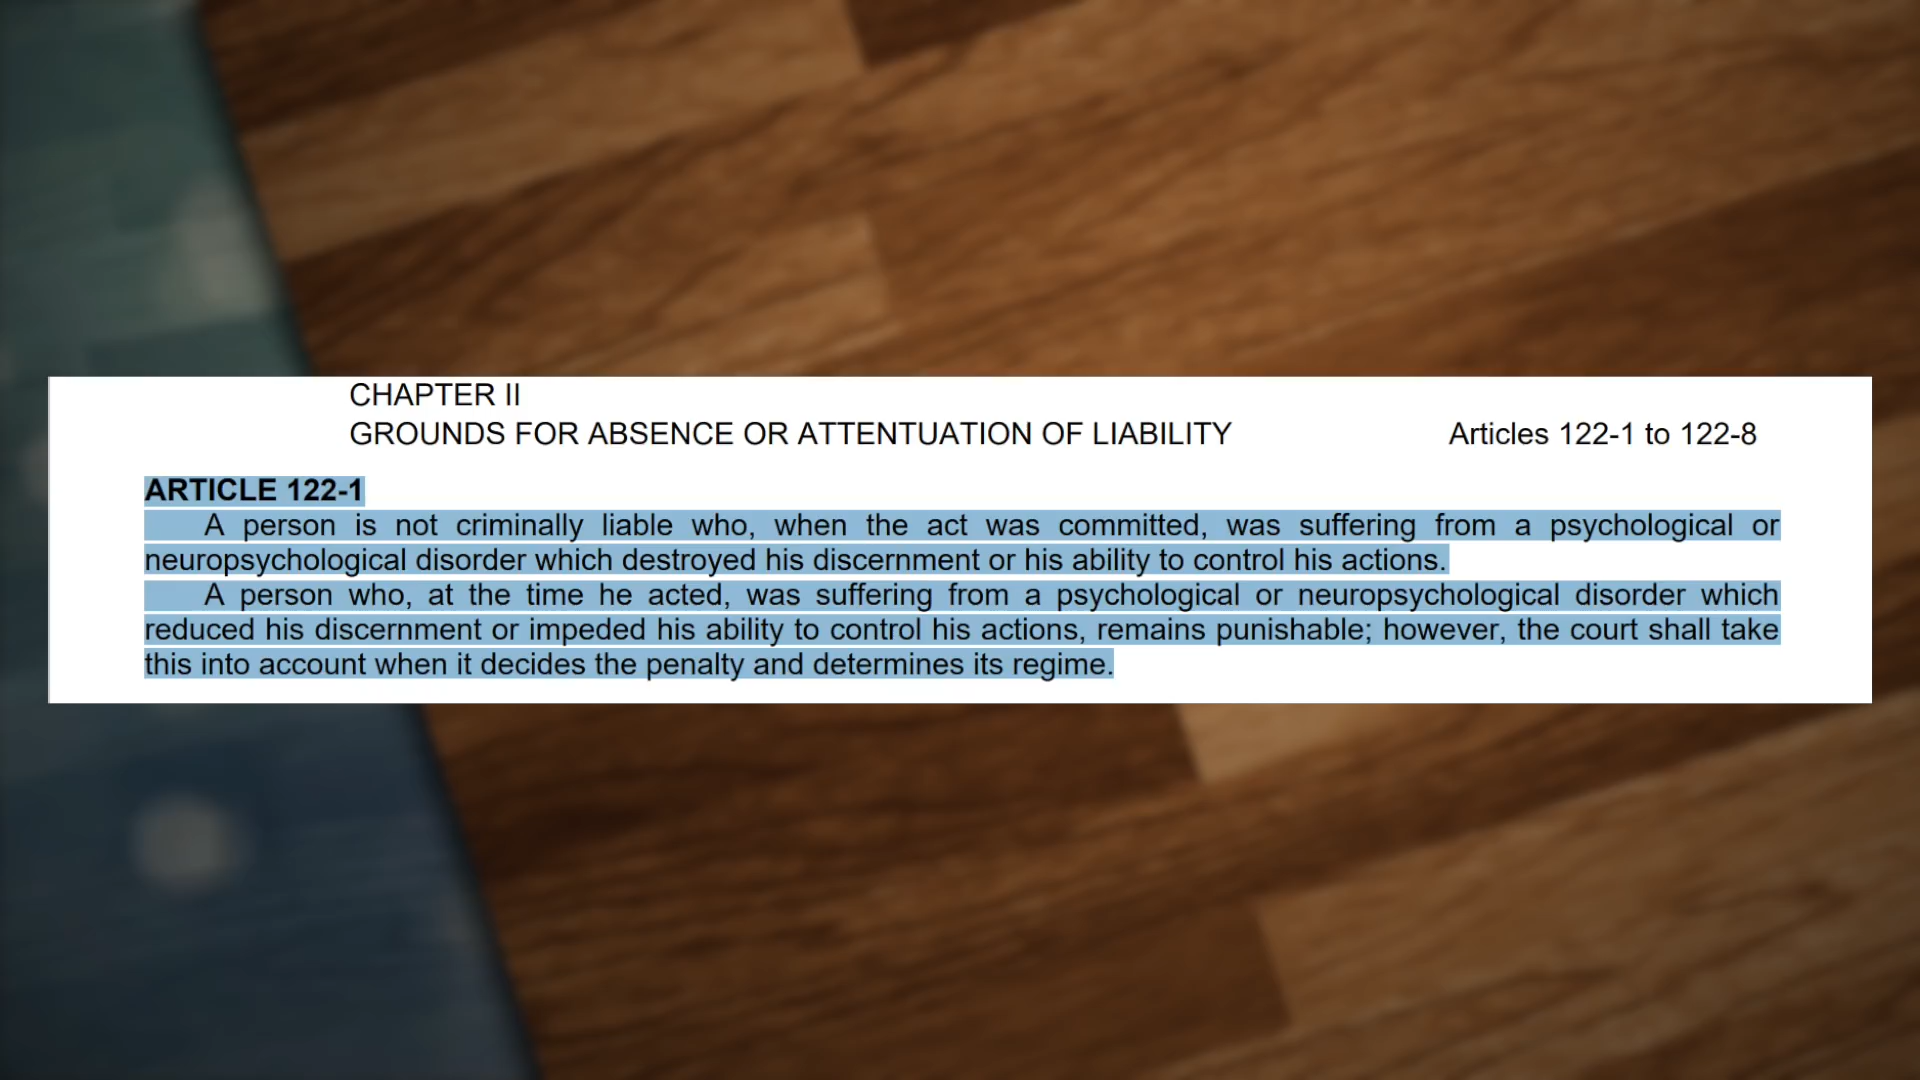 CHAPTER II
GROUNDS FOR ABSENCE OR ATTENTUATION OF LIABILITY Articles 122-1 to 122-8
ARTICLE 122-1
A person is not criminally liable who, when the act was committed, was suffering from a psychological or
neuropsychological disorder which destroyed his discernment or his ability to control his actions.
A person who, at the time he acted, was suffering from a psychological or neuropsychological disorder which
reduced his discernment or impeded his ability to control his actions, remains punishable; however, the court shall take
this into account when it decides the penalty and determines its regime.